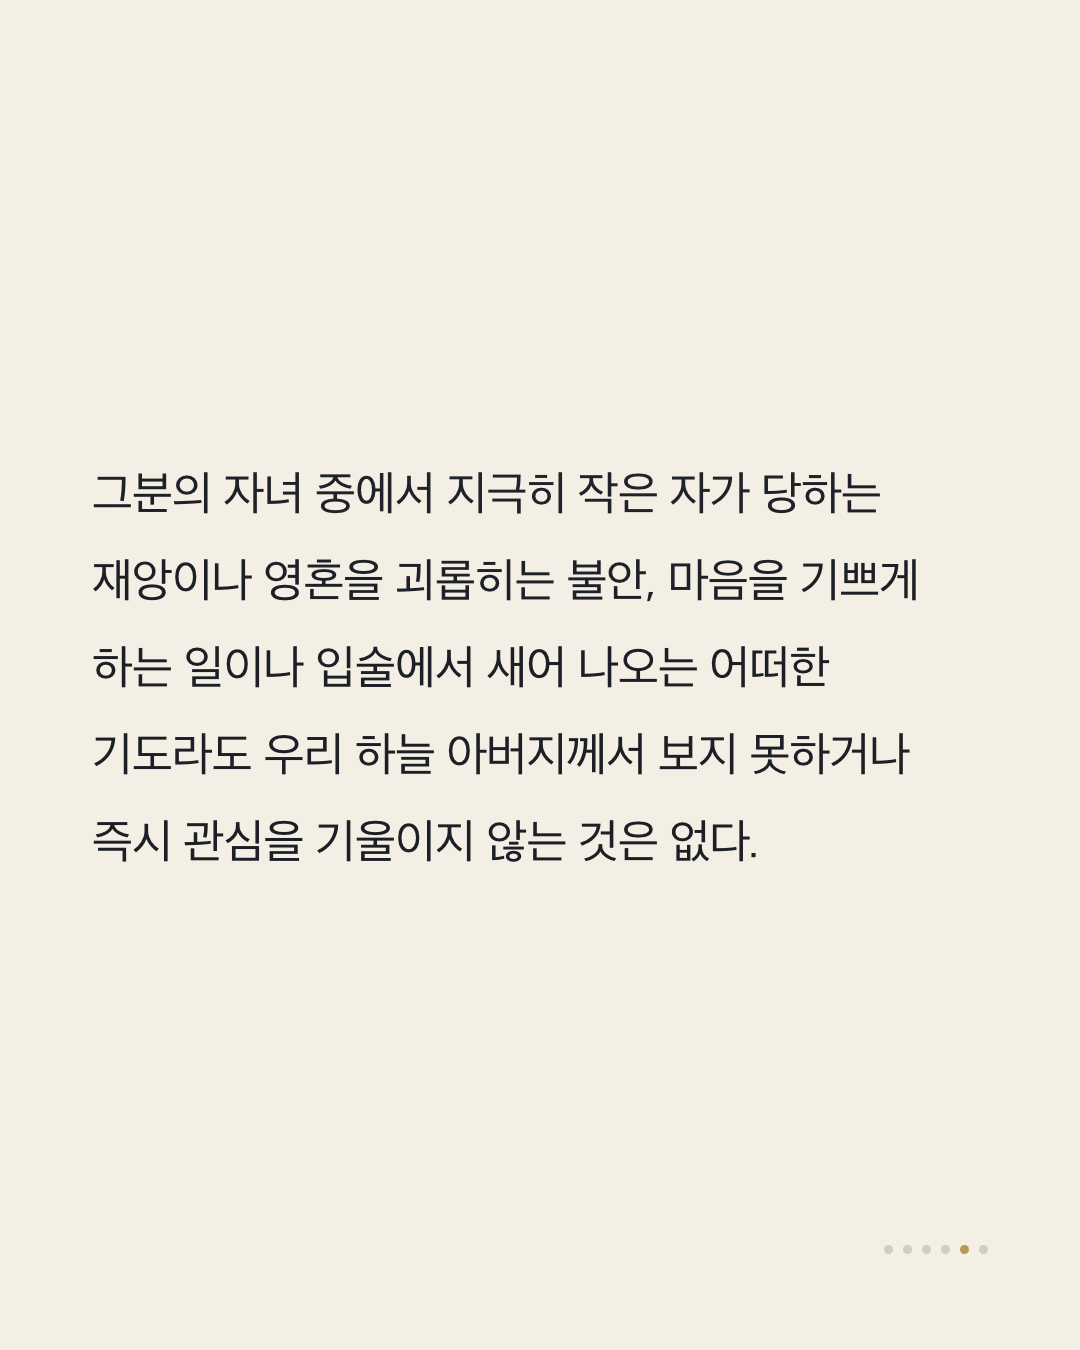 그분의 자녀 중에서 지극히 작은 자가 당하는
재앙이나 영혼을 괴롭히는 불안, 마음을 기쁘게
하는 일이나 입술에서 새어 나오는 어떠한
기도라도 우리 하늘 아버지께서 보지 못하거나
즉시 관심을 기울이지 않는 것은 없다.